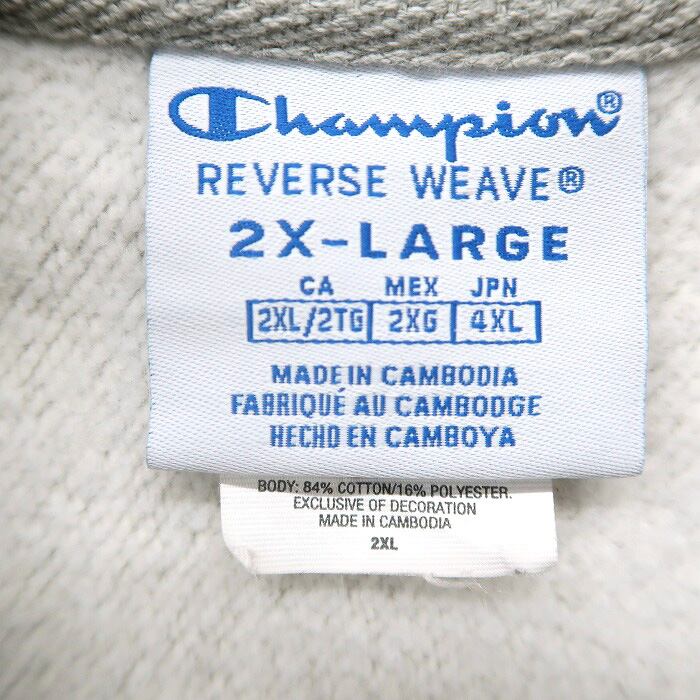 Champion®
REVERSE WEAVE®
2X-LARGE
CA MEX JPN
2XL/2TG 2XG 4XL
MADE IN CAMBODIA
FABRIQUÉ AU CAMBODGE
HECHO EN CAMBOYA
BODY: 84% COTTON/16% POLYESTER.
EXCLUSIVE OF DECORATION
MADE IN CAMBODIA
2XL